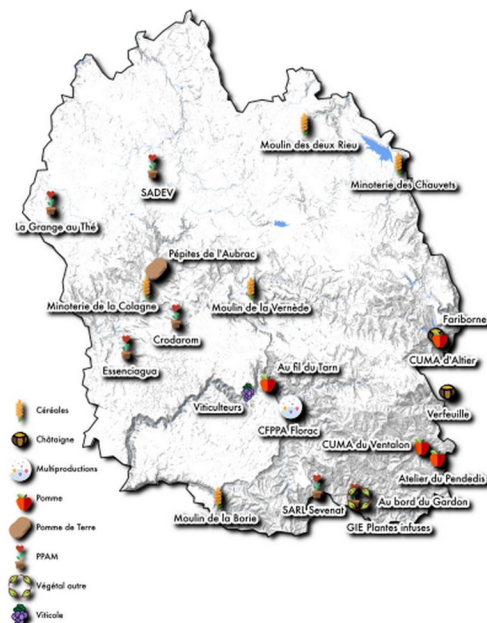 Moulin des deux Rieu
Minoterie des Chauvets
SADEV
La Grange au Thé
Pépites de l'Aubrac
Minoterie de la Colagne
Moulin de la Vernède
Crodarom
Fariborne
CUMA d'Altier
Essenciagua
Au fil du Tarn
Viticulteurs
Verfeuille
CFPPA Florac
CUMA du Ventalon
Atelier du Pendedis
Au bord du Gardon
SARL Sevenat
Moulin de la Borie
GIE Plantes infuses
Céréales
Châtaigne
Multiproductions
Pomme
Pomme de Terre
PPAM
Végétal autre
Viticole